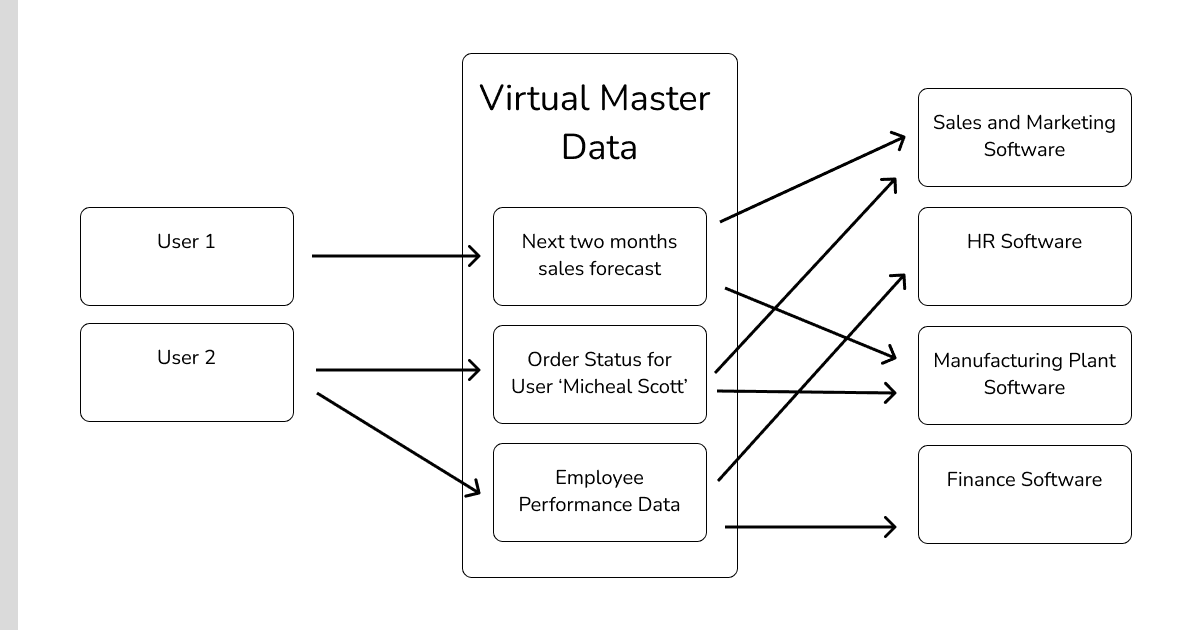 Virtual Master
Data
User 1
User 2
Next two months
sales forecast
Order Status for
User ‘Micheal Scott’
Employee
Performance Data
Sales and Marketing
Software
HR Software
Manufacturing Plant
Software
Finance Software